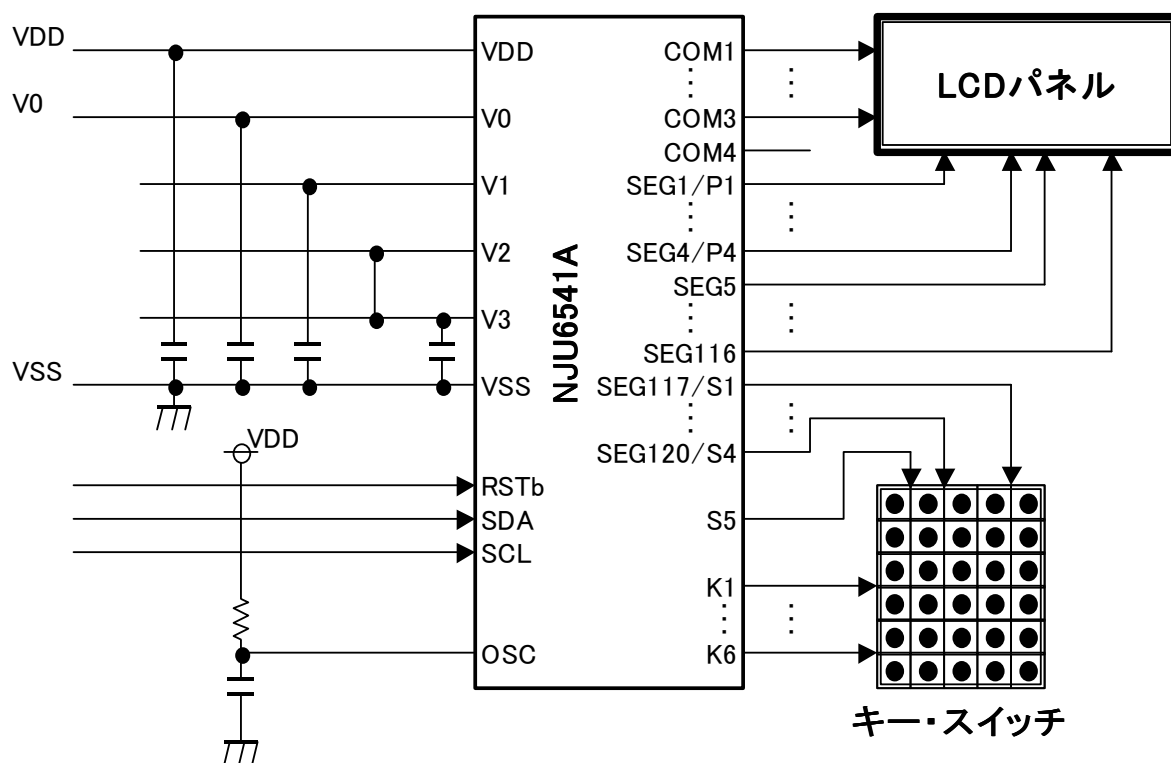 VDD
V0
VSS
VDD
V0
V1
V2
V3
VSS
VDD
RSTb
SDA
SCL
OSC
NJU6541A
COM1
COM3
COM4
SEG1/P1
SEG4/P4
SEG5
SEG116
SEG117/S1
SEG120/S4
S5
K1
K6
LCDパネル
キー・スイッチ